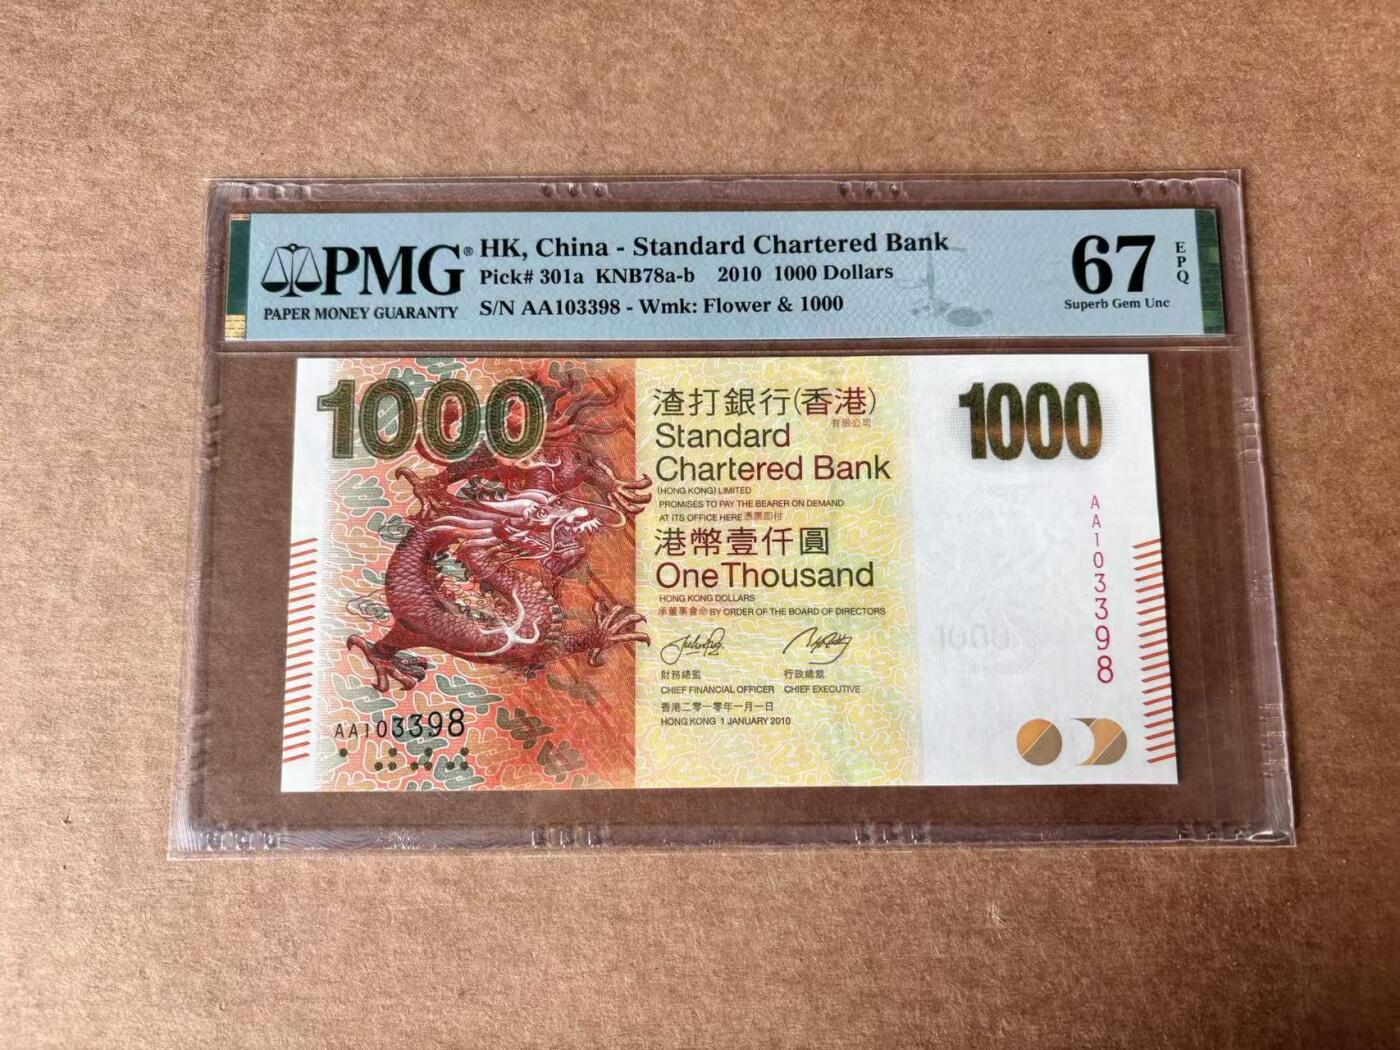 PMG®
PAPER MONEY GUARANTY
HK, China - Standard Chartered Bank
Pick# 301a KNB78a-b 2010 1000 Dollars
S/N AA103398 - Wmk: Flower & 1000
67
EPQ
Superb Gem Unc
1000
渣打銀行(香港)
有限公司
Standard
Chartered Bank
(HONG KONG) LIMITED
PROMISES TO PAY THE BEARER ON DEMAND
AT ITS OFFICE HERE 憑票即付
港幣壹仟圓
One Thousand
HONG KONG DOLLARS
承董事會命 BY ORDER OF THE BOARD OF DIRECTORS
財務總監 行政總裁
CHIEF FINANCIAL OFFICER CHIEF EXECUTIVE
香港二零一零年一月一日
HONG KONG 1 JANUARY 2010
AA103398
1000
AA103398